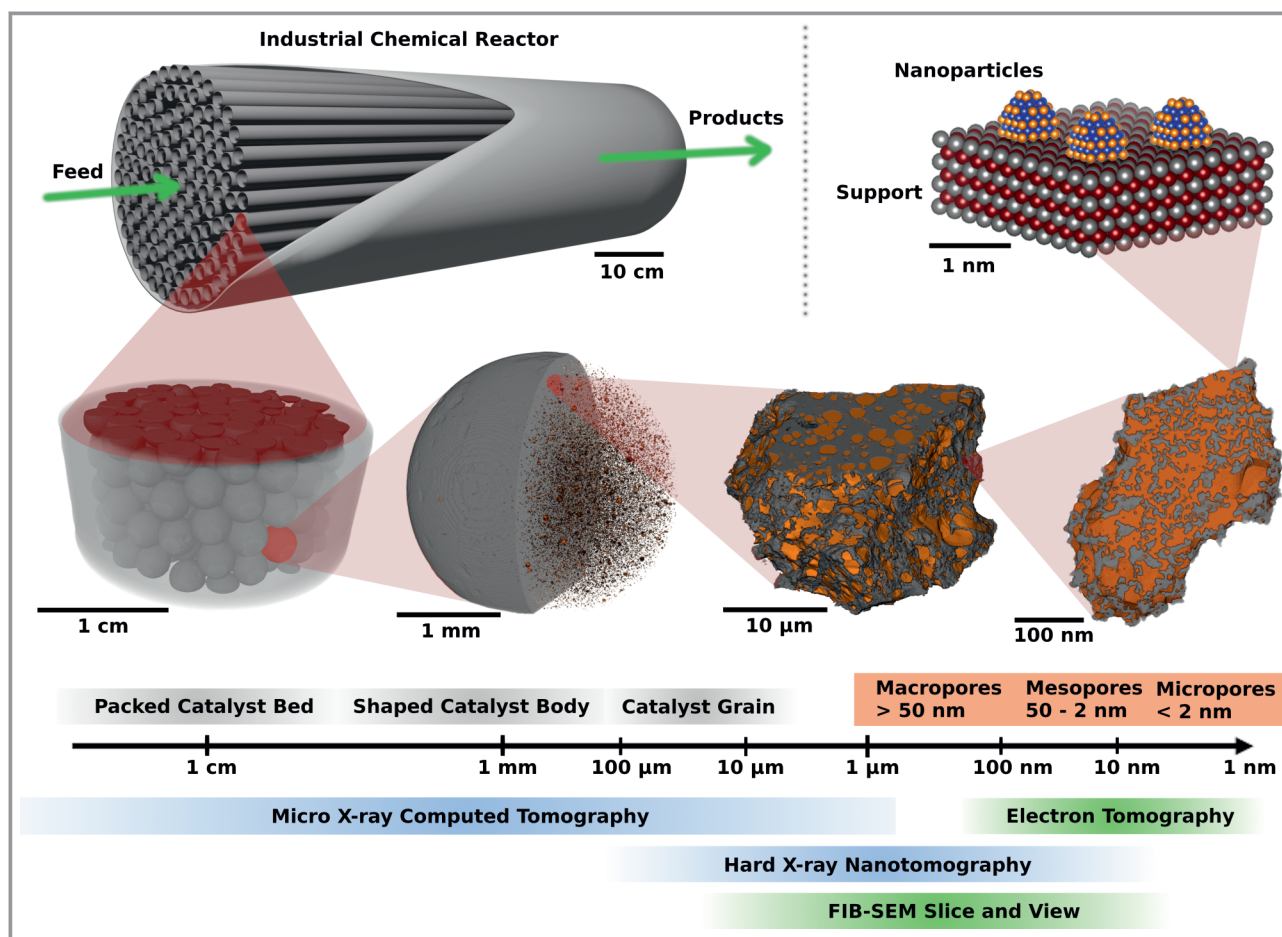 Industrial Chemical Reactor
Nanoparticles
Products
Feed
Support
10 cm
1 nm
1 cm
1 mm
10 µm
100 nm
Packed Catalyst Bed
Shaped Catalyst Body
Catalyst Grain
Macropores
> 50 nm
Mesopores
50 - 2 nm
Micropores
< 2 nm
1 cm
1 mm
100 µm
10 µm
1 µm
100 nm
10 nm
1 nm
Micro X-ray Computed Tomography
Electron Tomography
Hard X-ray Nanotomography
FIB-SEM Slice and View